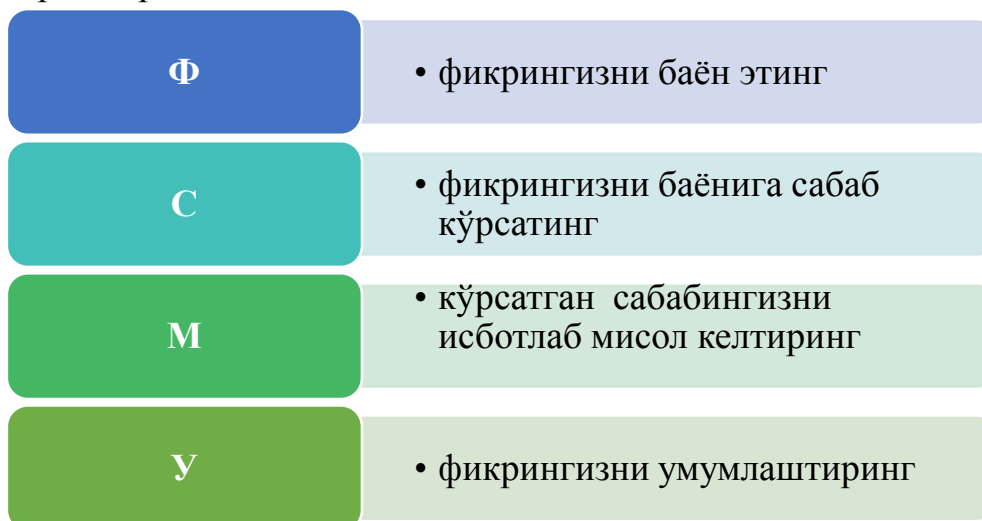 Ф
• фикрингизни баён этинг
С
• фикрингизни баёнига сабаб
кўрсатинг
М
• кўрсатган сабабингизни
исботлаб мисол келтиринг
У
• фикрингизни умумлаштиринг